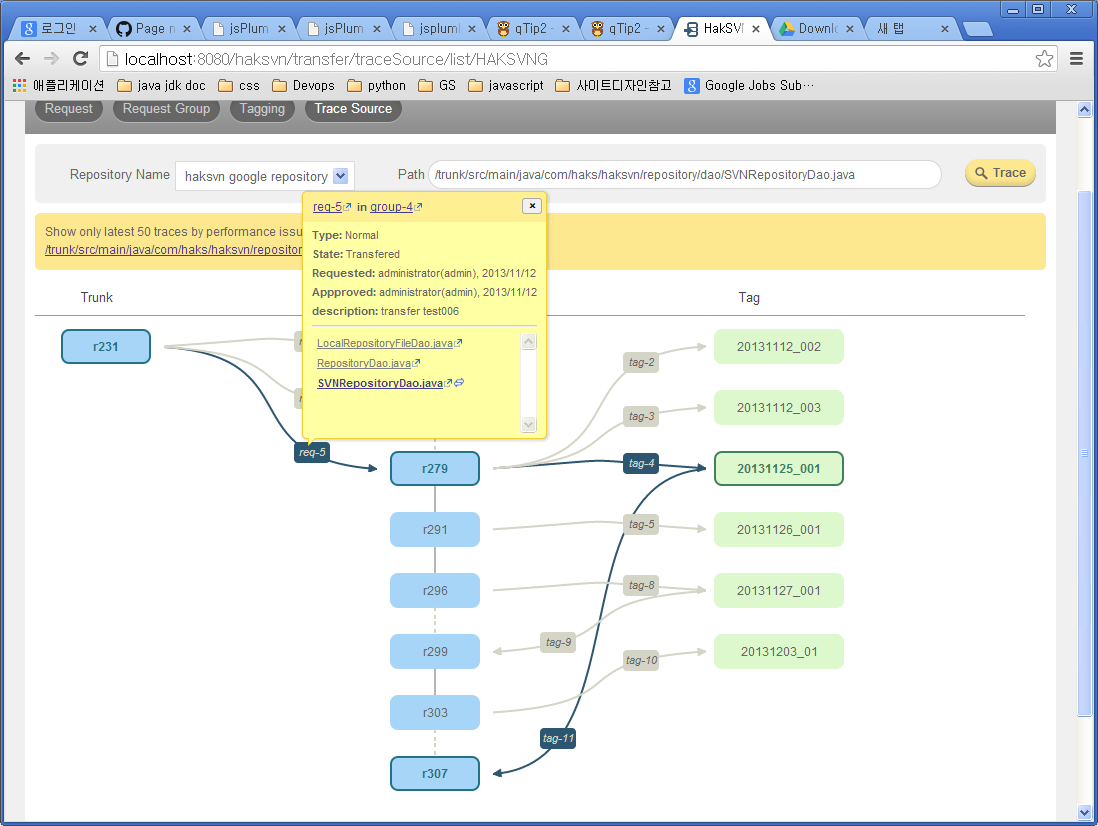 로그인
Page n
jsPlum
jsPlum
jsplum
qTip2 -
qTip2 -
HakSV
Downlo
새 탭
localhost:8080/haksvn/transfer/traceSource/list/HAKSVNG
애플리케이션 java jdk doc css Devops python GS javascript 사이트디자인참고 Google Jobs Sub···
Request Request Group Tagging Trace Source
Repository Name haksvn google repository Path /trunk/src/main/java/com/haks/haksvn/repository/dao/SVNRepositoryDao.java Trace
req-5 in group-4
Show only latest 50 traces by performance issu
/trunk/src/main/java/com/haks/haksvn/repositor
Type: Normal
State: Transfered
Requested: administrator(admin), 2013/11/12
Appproved: administrator(admin), 2013/11/12
description: transfer test006
LocalRepositoryFileDao.java
RepositoryDao.java
SVNRepositoryDao.java
Trunk Tag
r231 20131112_002
tag-2
20131112_003
tag-3
req-5
r279 tag-4 20131125_001
r291 tag-5 20131126_001
r296 tag-8 20131127_001
r299 tag-9 20131203_01
tag-10
r303
tag-11
r307